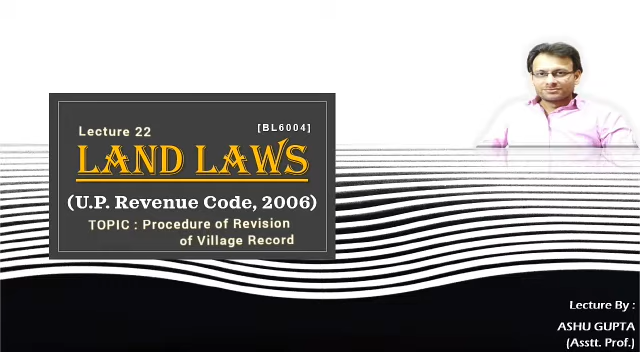 Lecture 22
[BL6004]
LAND LAWS
(U.P. Revenue Code, 2006)
TOPIC : Procedure of Revision
of Village Record
Lecture By :
ASHU GUPTA
(Asstt. Prof.)